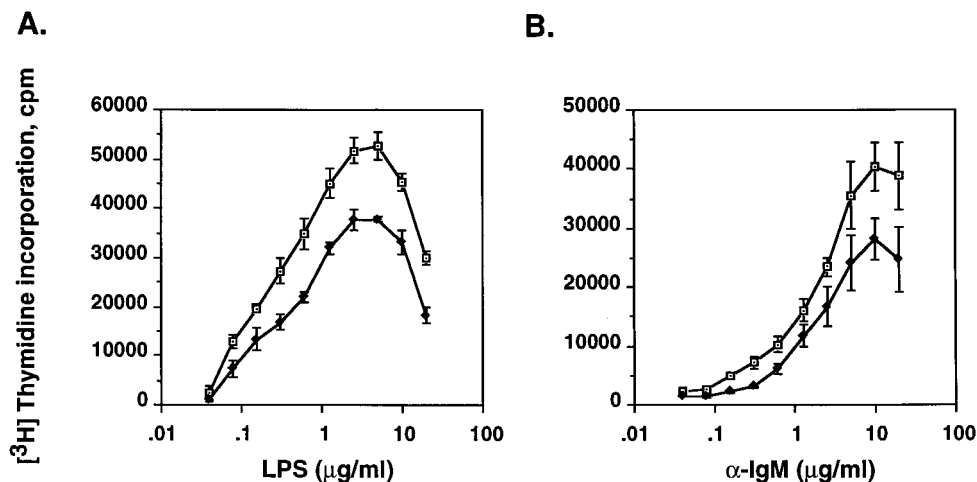 A.
B.
[³H] Thymidine incorporation, cpm
60000
50000
40000
30000
20000
10000
0
.01 .1 1 10 100
LPS (μg/ml)
50000
40000
30000
20000
10000
0
.01 .1 1 10 100
α-IgM (μg/ml)